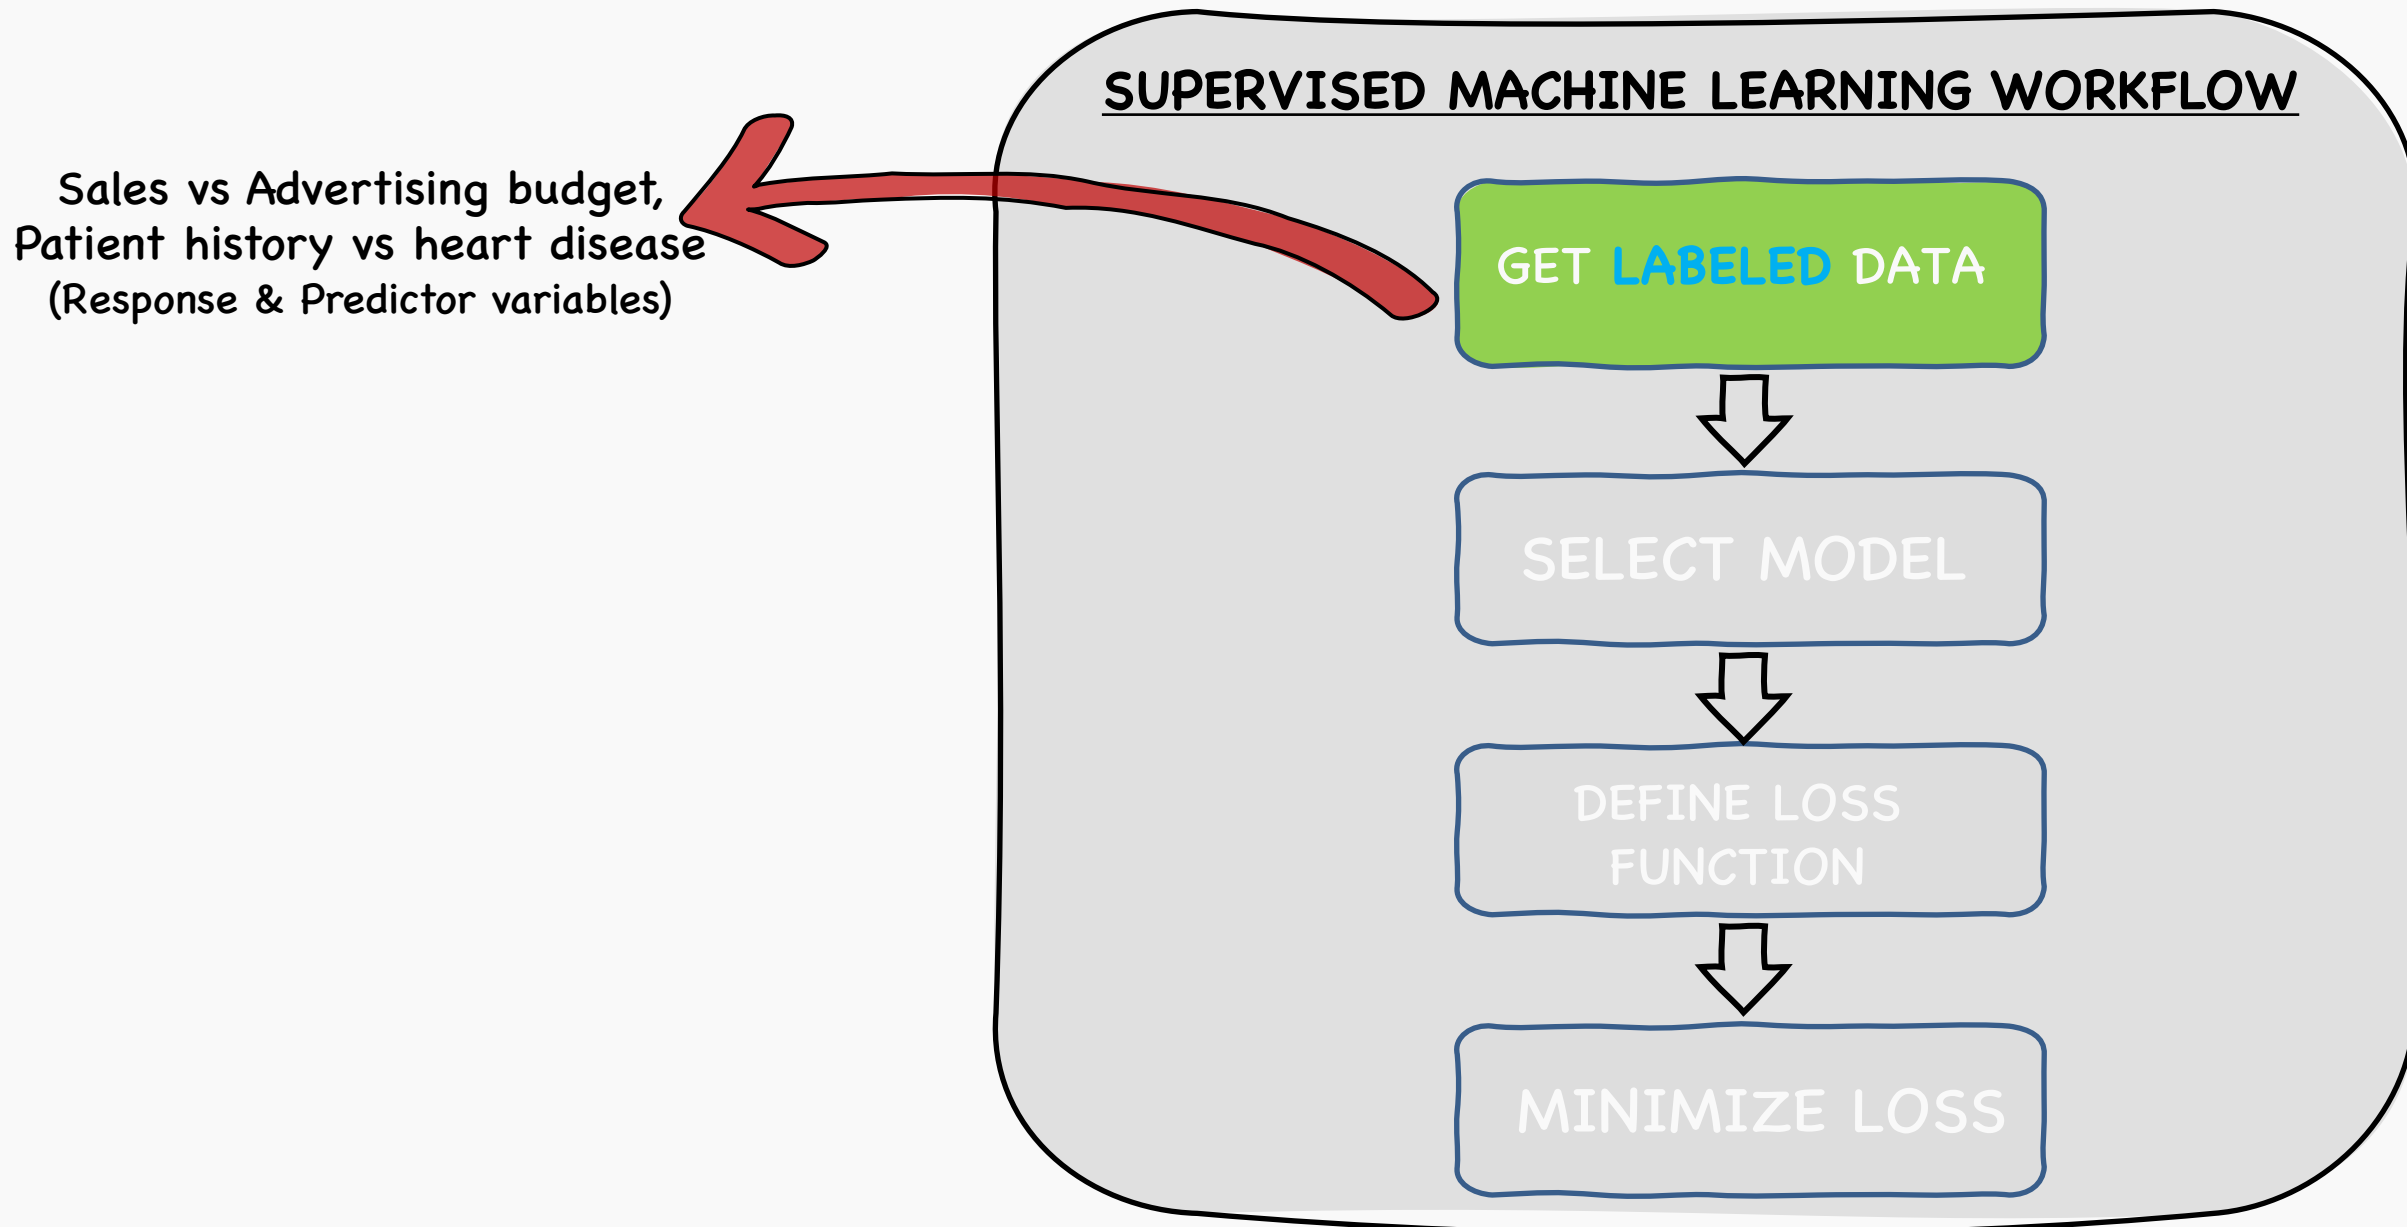 SUPERVISED MACHINE LEARNING WORKFLOW
Sales vs Advertising budget,
Patient history vs heart disease
(Response & Predictor variables)
GET LABELED DATA
SELECT MODEL
DEFINE LOSS
FUNCTION
MINIMIZE LOSS